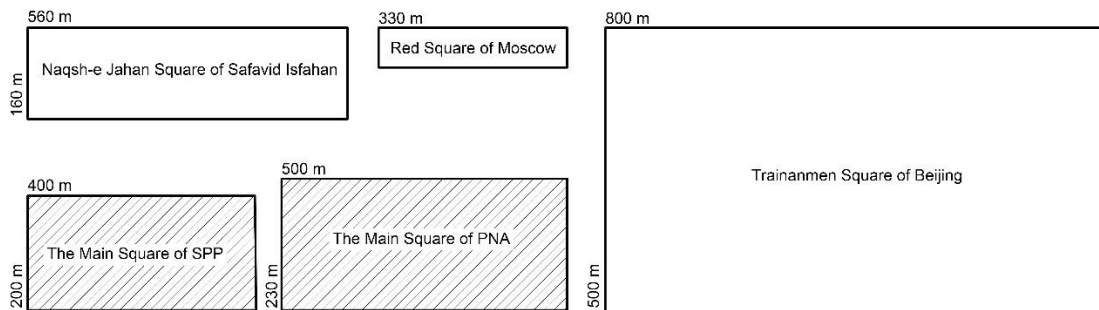 560 m
330 m
800 m
Naqsh-e Jahan Square of Safavid Isfahan
Red Square of Moscow
160 m
400 m
500 m
Trainanmen Square of Beijing
The Main Square of SPP
The Main Square of PNA
200 m
230 m
500 m